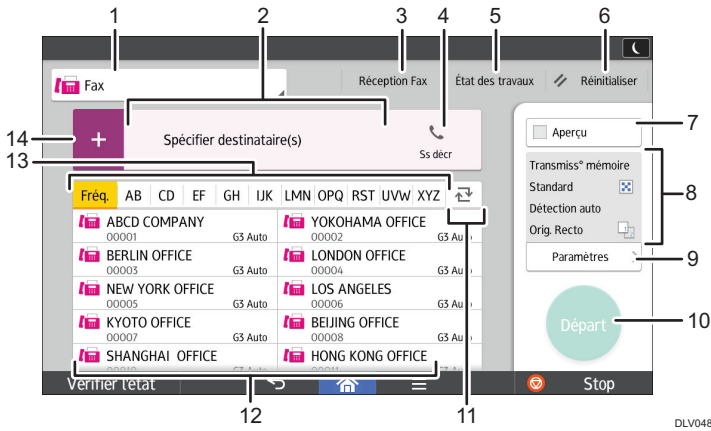 1 2 3 4 5 6
Fax
Réception Fax
État des travaux
Réinitialiser
14
+
Spécifier destinataire(s)
Ss décr
13
Fréq. AB CD EF GH IJK LMN OPQ RST UVW XYZ
ABCD COMPANY
00001 G3 Auto
YOKOHAMA OFFICE
00002 G3 Auto
BERLIN OFFICE
00003
LONDON OFFICE
00004 G3 Auto
NEW YORK OFFICE
00005 G3 Auto
LOS ANGELES
00006 G3 Au
KYOTO OFFICE
00007 G3 Auto
BEIJING OFFICE
00008 G3 Au
SHANGHAI OFFICE
HONG KONG OFFICE
Aperçu
7
Transmiss° mémoire
Standard
Détection auto
Orig. Recto
8
Paramètres
9
Départ
10
Vérifier l'état
Stop
12
11
DLV048